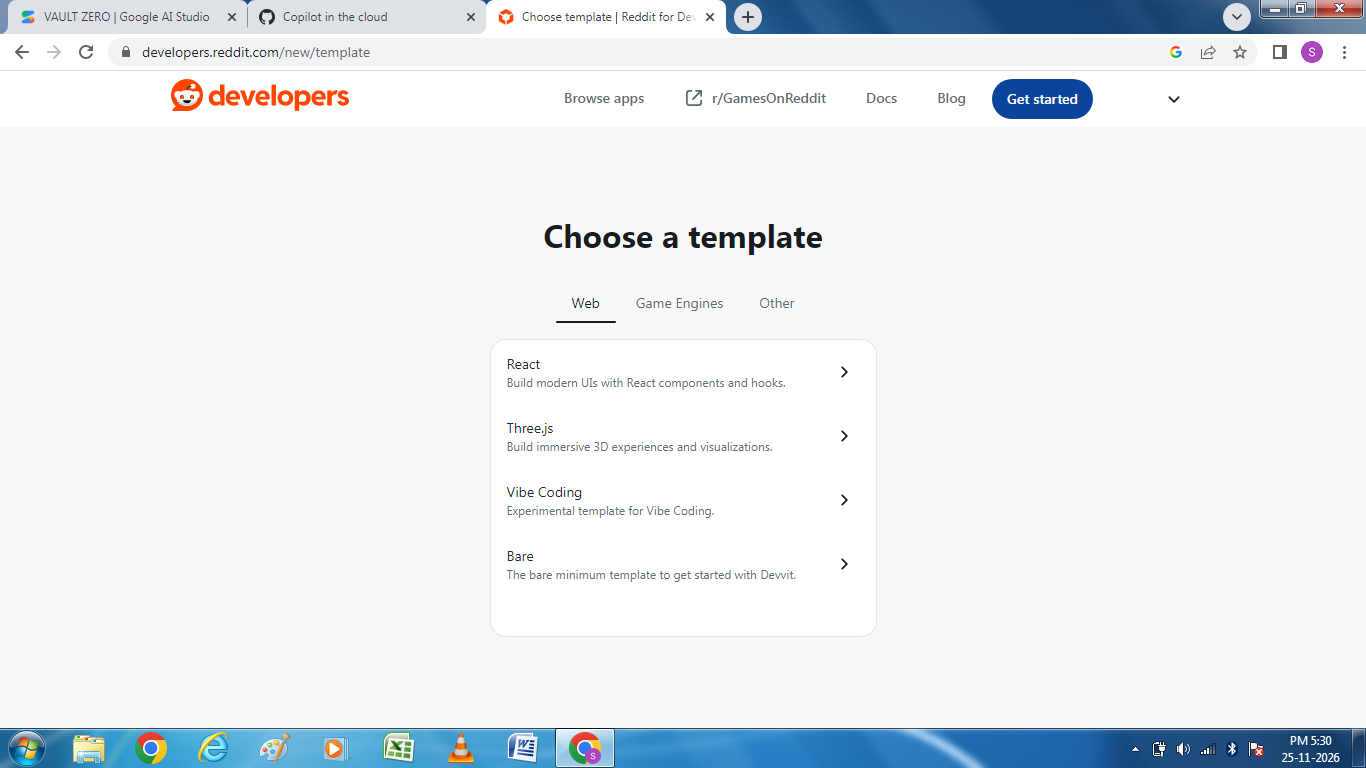 VAULT ZERO | Google AI Studio
Copilot in the cloud
Choose template | Reddit for Dev
developers.reddit.com/new/template
S
developers
Browse apps
r/GamesOnReddit
Docs
Blog
Get started
Choose a template
Web
Game Engines
Other
React
Build modern UIs with React components and hooks.
Three.js
Build immersive 3D experiences and visualizations.
Vibe Coding
Experimental template for Vibe Coding.
Bare
The bare minimum template to get started with Devvit.
S
PM 5:30
25-11-2026